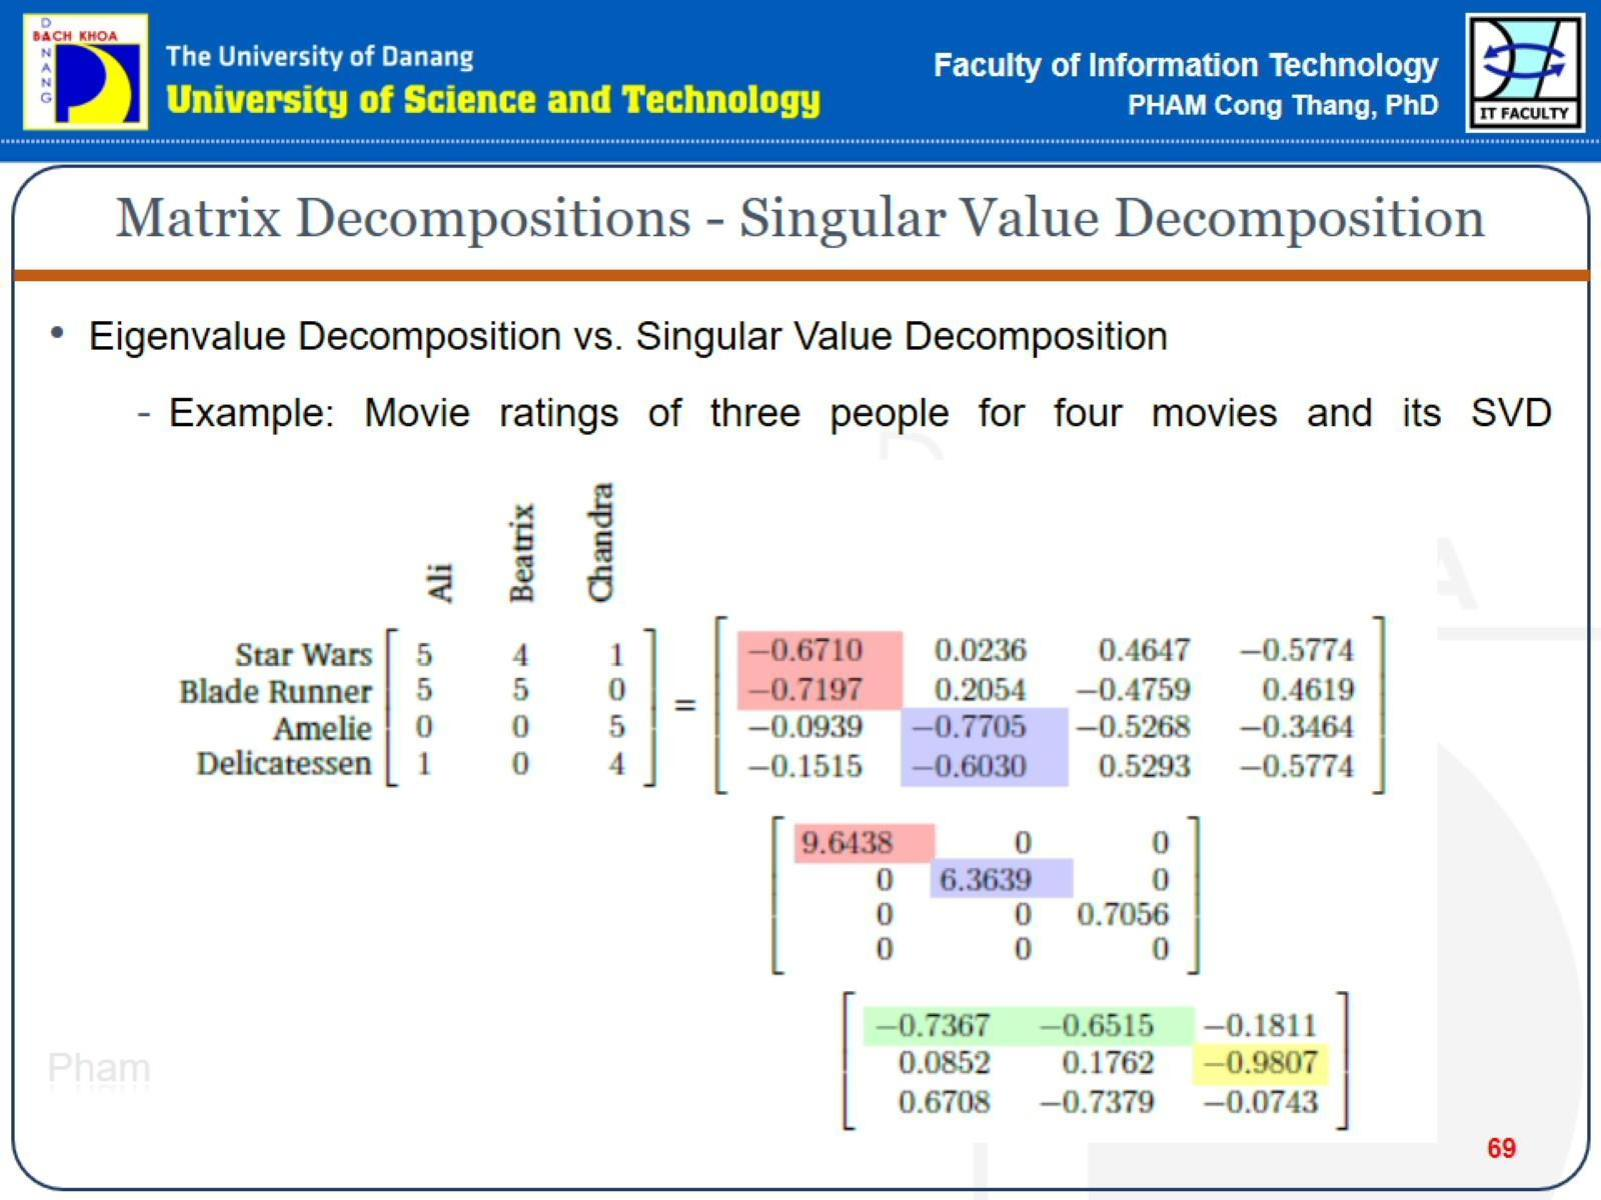 DANANG
BACH KHOA
The University of Danang
University of Science and Technology
Faculty of Information Technology
PHAM Cong Thang, PhD
IT FACULTY
Matrix Decompositions - Singular Value Decomposition
• Eigenvalue Decomposition vs. Singular Value Decomposition
- Example: Movie ratings of three people for four movies and its SVD
Ali Beatrix Chandra
Star Wars 5 4 1
Blade Runner 5 5 0
Amelie 0 0 5
Delicatessen 1 0 4
=
−0.6710 0.0236 0.4647 −0.5774
−0.7197 0.2054 −0.4759 0.4619
−0.0939 −0.7705 −0.5268 −0.3464
−0.1515 −0.6030 0.5293 −0.5774
9.6438 0 0
0 6.3639 0
0 0 0.7056
0 0 0
−0.7367 −0.6515 −0.1811
0.0852 0.1762 −0.9807
0.6708 −0.7379 −0.0743
Pham
69